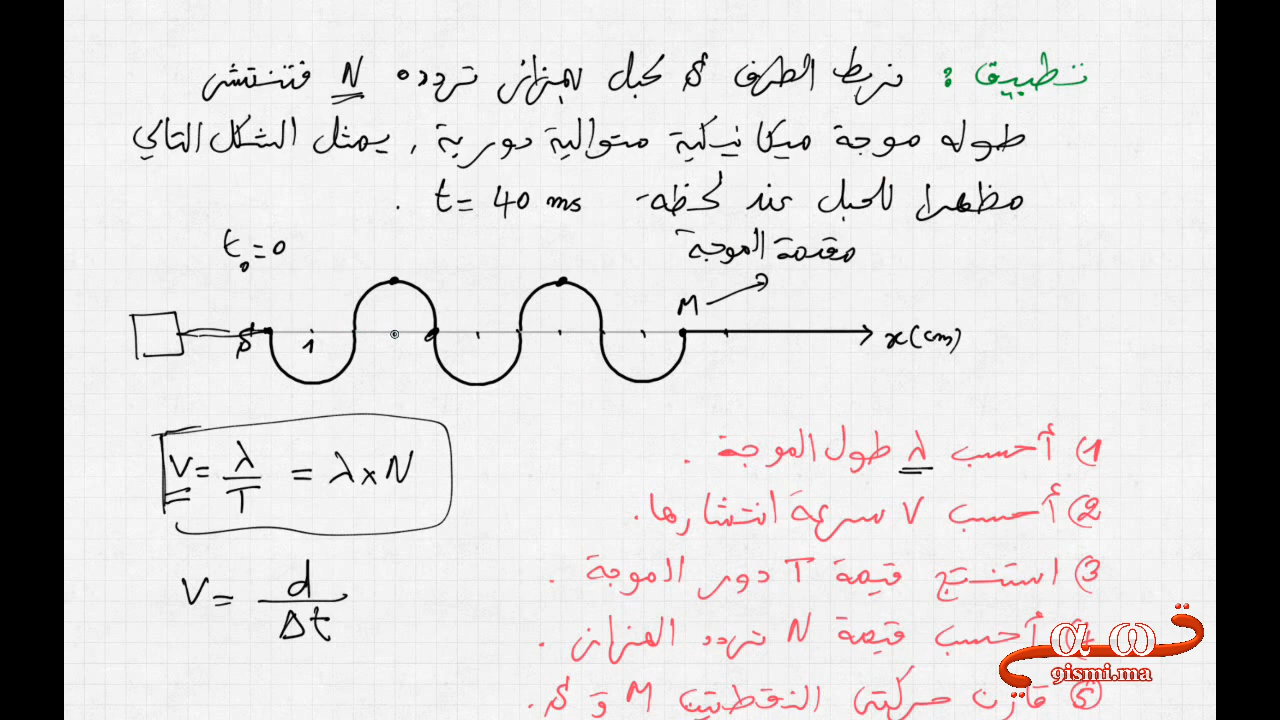 تطبيق : نربط الطرف S لحبل بهزاز تردده N فتنتشر
طوله موجة ميكانيكية متوالية دورية , يمثل الشكل التالي
مظهرا للحبل عند لحظة t = 40 ms .
t₀ = 0
مقدمة الموجة
M
S
1
x (cm)
V = λ/T = λ × N
V = d/Δt
1) أحسب λ طول الموجة .
2) أحسب V سرعة انتشارها .
3) استنتج قيمة T دور الموجة .
4) أحسب قيمة N تردد الهزاز .
5) قارن حركتي النقطتين M و S .
α ω
gismi.ma